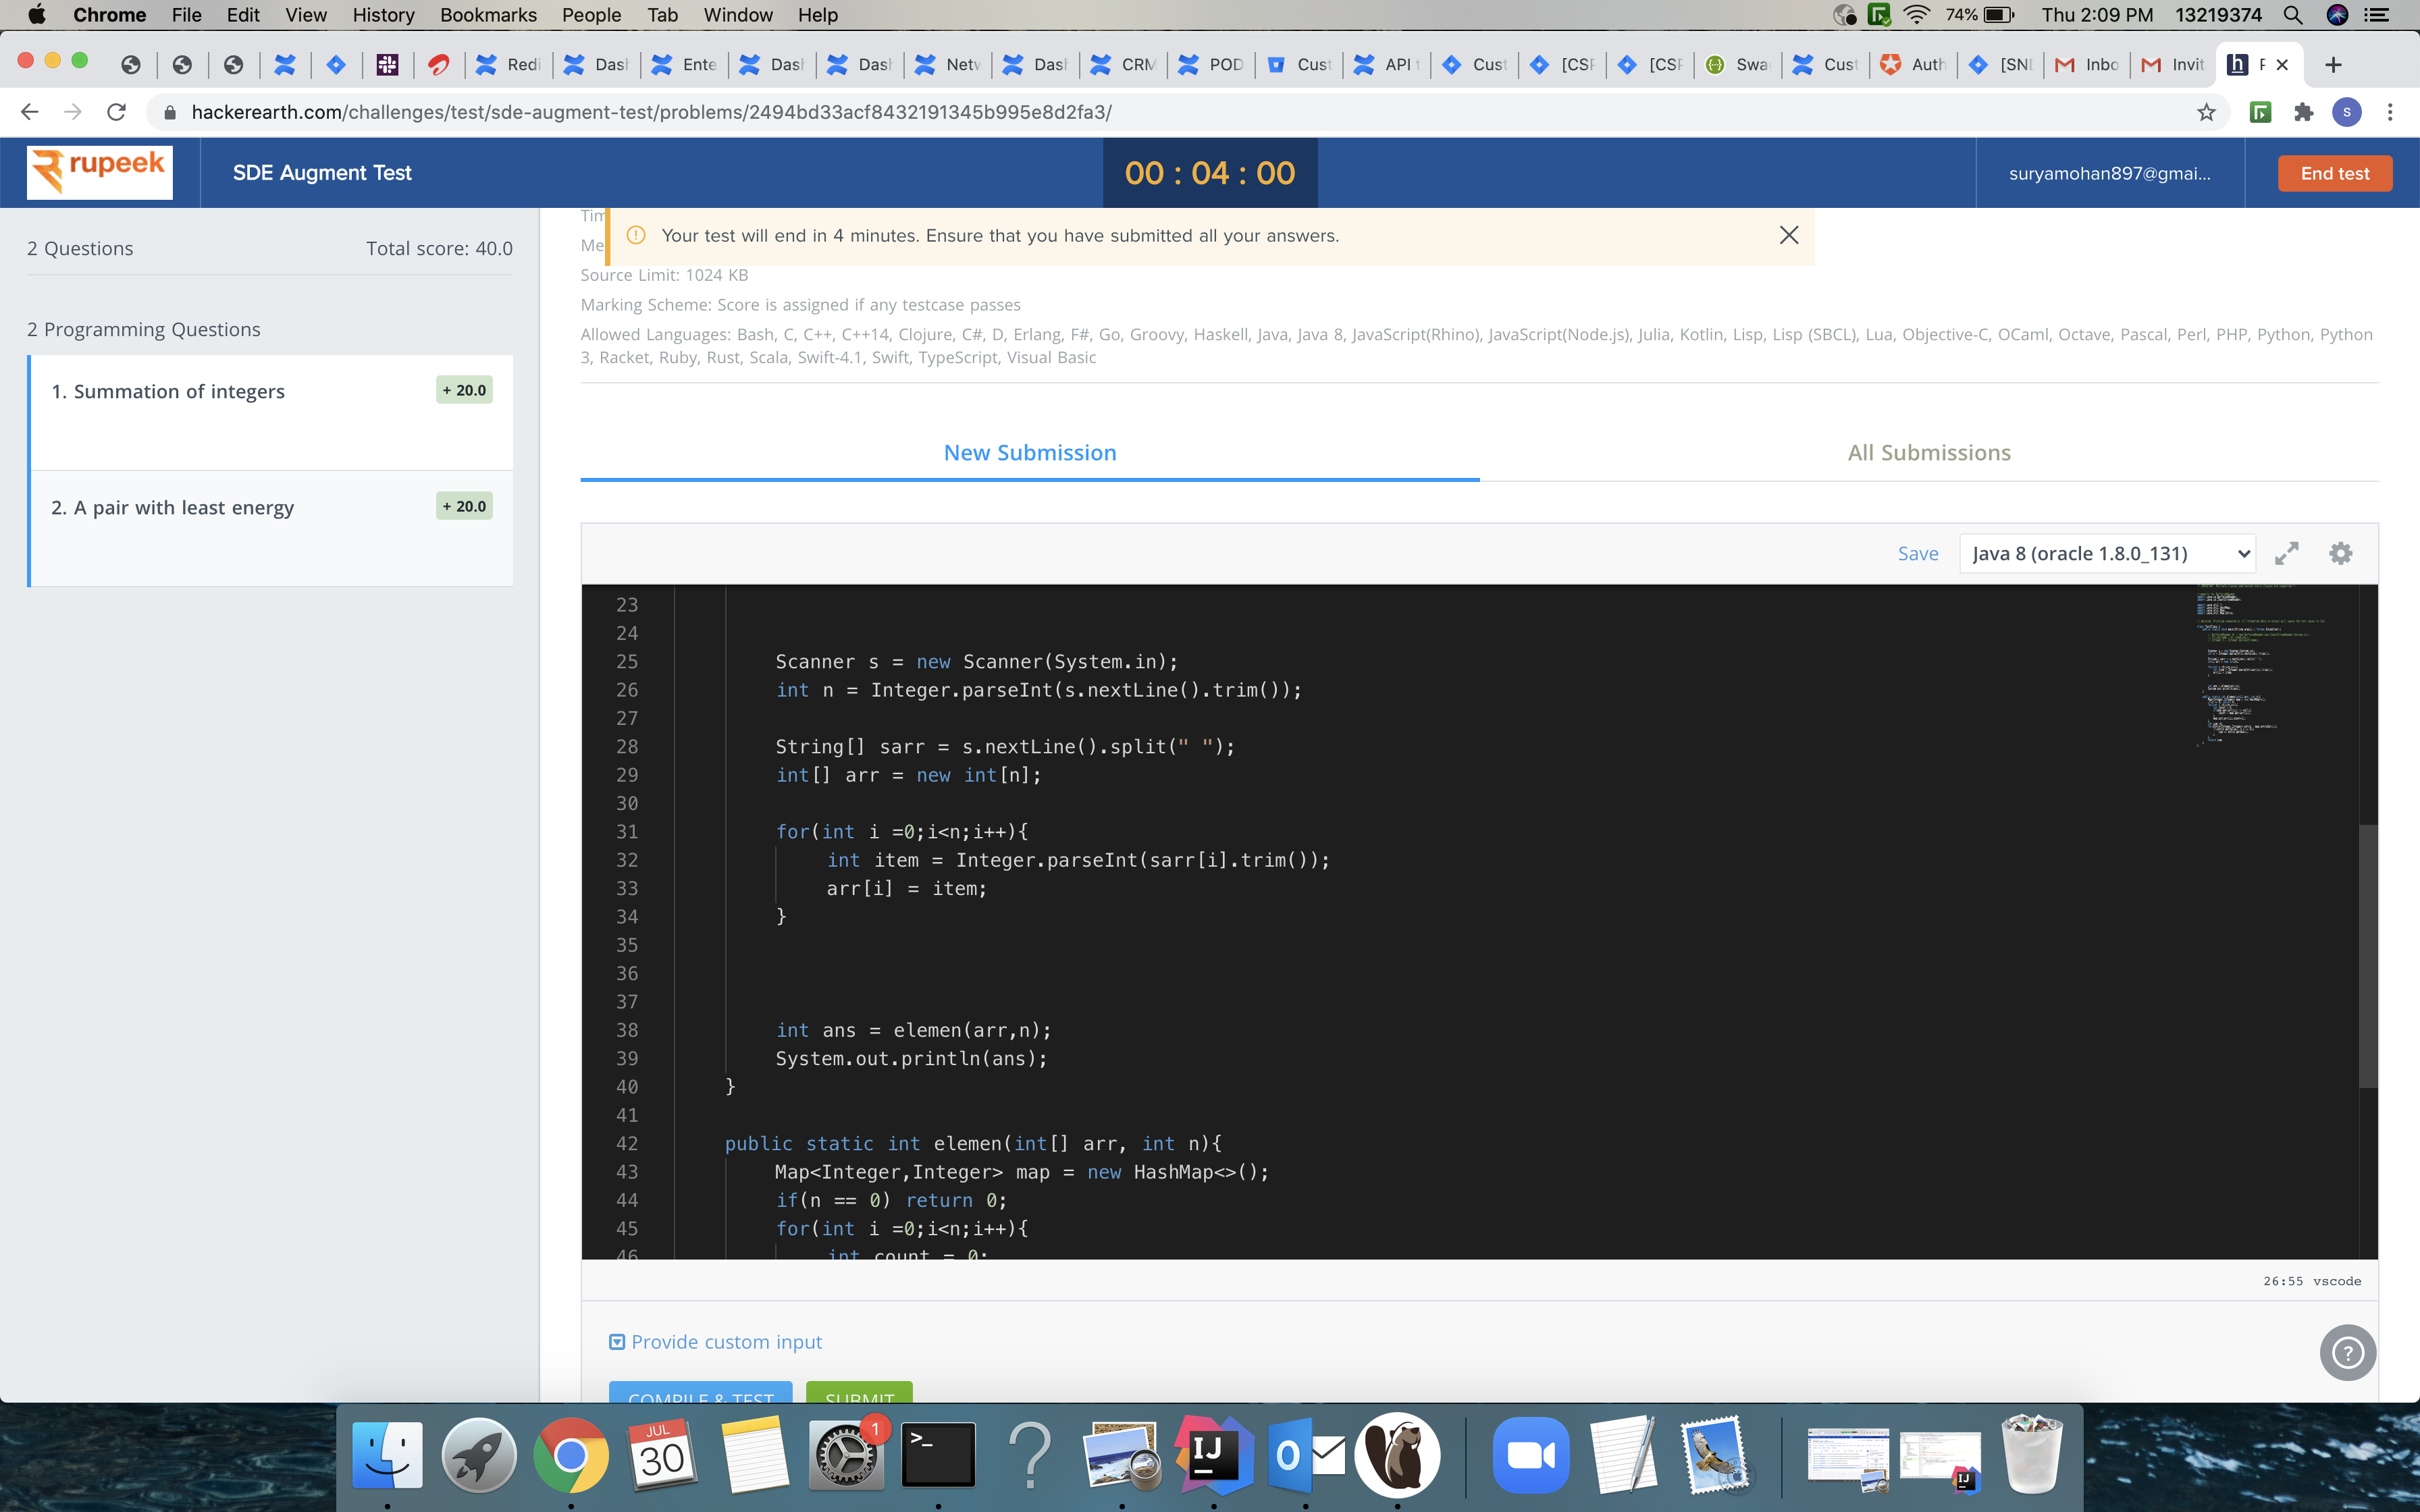 Chrome File Edit View History Bookmarks People Tab Window Help 74% Thu 2:09 PM 13219374
Redi Dash Ente Dash Dash Netw Dash CRM POD Cust API t Cust [CSF [CSF Swa Cust Auth [SNI Inbo Invit
hackerearth.com/challenges/test/sde-augment-test/problems/2494bd33acf8432191345b995e8d2fa3/ S
rupeek SDE Augment Test 00 : 04 : 00 suryamohan897@gmai... End test
2 Questions Total score: 40.0
2 Programming Questions
1. Summation of integers + 20.0
2. A pair with least energy + 20.0
Tim
Your test will end in 4 minutes. Ensure that you have submitted all your answers.
Me
Source Limit: 1024 KB
Marking Scheme: Score is assigned if any testcase passes
Allowed Languages: Bash, C, C++, C++14, Clojure, C#, D, Erlang, F#, Go, Groovy, Haskell, Java, Java 8, JavaScript(Rhino), JavaScript(Node.js), Julia, Kotlin, Lisp, Lisp (SBCL), Lua, Objective-C, OCaml, Octave, Pascal, Perl, PHP, Python, Python
3, Racket, Ruby, Rust, Scala, Swift-4.1, Swift, TypeScript, Visual Basic
New Submission All Submissions
Save Java 8 (oracle 1.8.0_131)
23
24
25 Scanner s = new Scanner(System.in);
26 int n = Integer.parseInt(s.nextLine().trim());
27
28 String[] sarr = s.nextLine().split(" ");
29 int[] arr = new int[n];
30
31 for(int i =0;i<n;i++){
32 int item = Integer.parseInt(sarr[i].trim());
33 arr[i] = item;
34 }
35
36
37
38 int ans = elemen(arr,n);
39 System.out.println(ans);
40 }
41
42 public static int elemen(int[] arr, int n){
43 Map<Integer,Integer> map = new HashMap<>();
44 if(n == 0) return 0;
45 for(int i =0;i<n;i++){
46 int count = 0;
26:55 vscode
Provide custom input
COMPILE & TEST SUBMIT
JUL
30
1
IJ